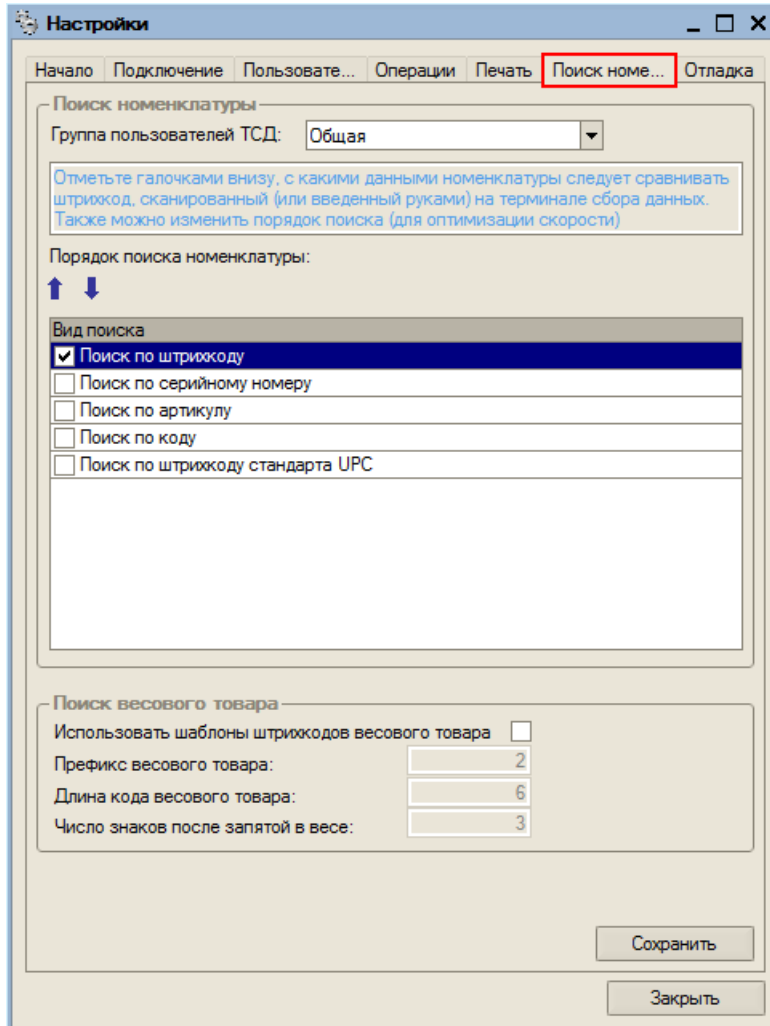 Настройки
Начало Подключение Пользовате... Операции Печать Поиск номе... Отладка
Поиск номенклатуры
Группа пользователей ТСД: Общая
Отметьте галочками внизу, с какими данными номенклатуры следует сравнивать
штрихкод, сканированный (или введенный руками) на терминале сбора данных.
Также можно изменить порядок поиска (для оптимизации скорости)
Порядок поиска номенклатуры:
Вид поиска
Поиск по штрихкоду
Поиск по серийному номеру
Поиск по артикулу
Поиск по коду
Поиск по штрихкоду стандарта UPC
Поиск весового товара
Использовать шаблоны штрихкодов весового товара
Префикс весового товара: 2
Длина кода весового товара: 6
Число знаков после запятой в весе: 3
Сохранить
Закрыть